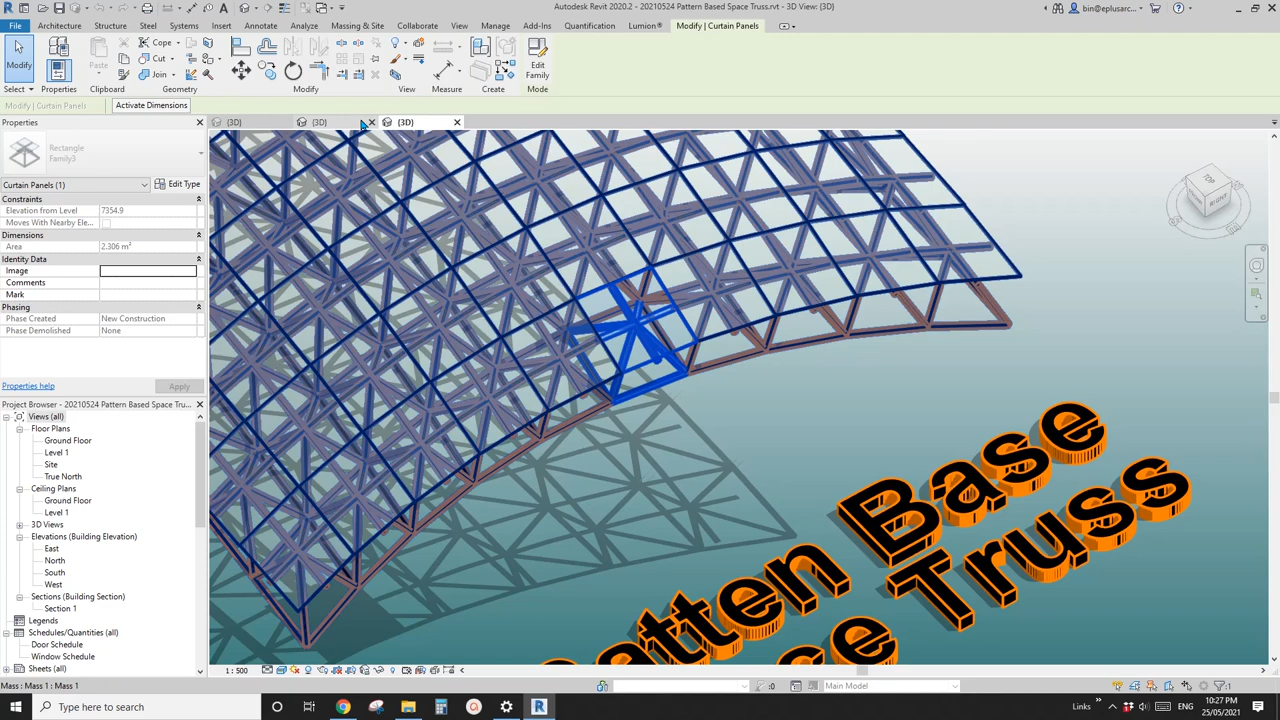 Autodesk Revit 2020.2 - 20210524 Pattern Based Space Truss.rvt - 3D View: {3D}
bin@eplusarc...
File Architecture Structure Steel Systems Insert Annotate Analyze Massing & Site Collaborate View Manage Add-Ins Quantification Lumion® Modify | Curtain Panels
Modify Paste Cope Cut Join Edit Family
Select Properties Clipboard Geometry Modify View Measure Create Mode
Modify | Curtain Panels Activate Dimensions
Properties {3D} {3D} {3D}
Rectangle
Family3
Curtain Panels (1) Edit Type
Constraints
Elevation from Level 7354.9
Moves With Nearby Ele...
Dimensions
Area 2.306 m²
Identity Data
Image
Comments
Mark
Phasing
Phase Created New Construction
Phase Demolished None
Properties help Apply
Project Browser - 20210524 Pattern Based Space Tru...
Views (all)
Floor Plans
Ground Floor
Level 1
Site
True North
Ceiling Plans
Ground Floor
Level 1
3D Views
Elevations (Building Elevation)
East
North
South
West
Sections (Building Section)
Section 1
Legends
Schedules/Quantities (all)
Door Schedule
Window Schedule
Sheets (all)
TOP
RIGHT
Patten Base
Truss
1 : 500
Mass : Mass 1 : Mass 1 :0 Main Model :1
Type here to search
Links
10:27 PM
25/05/2021